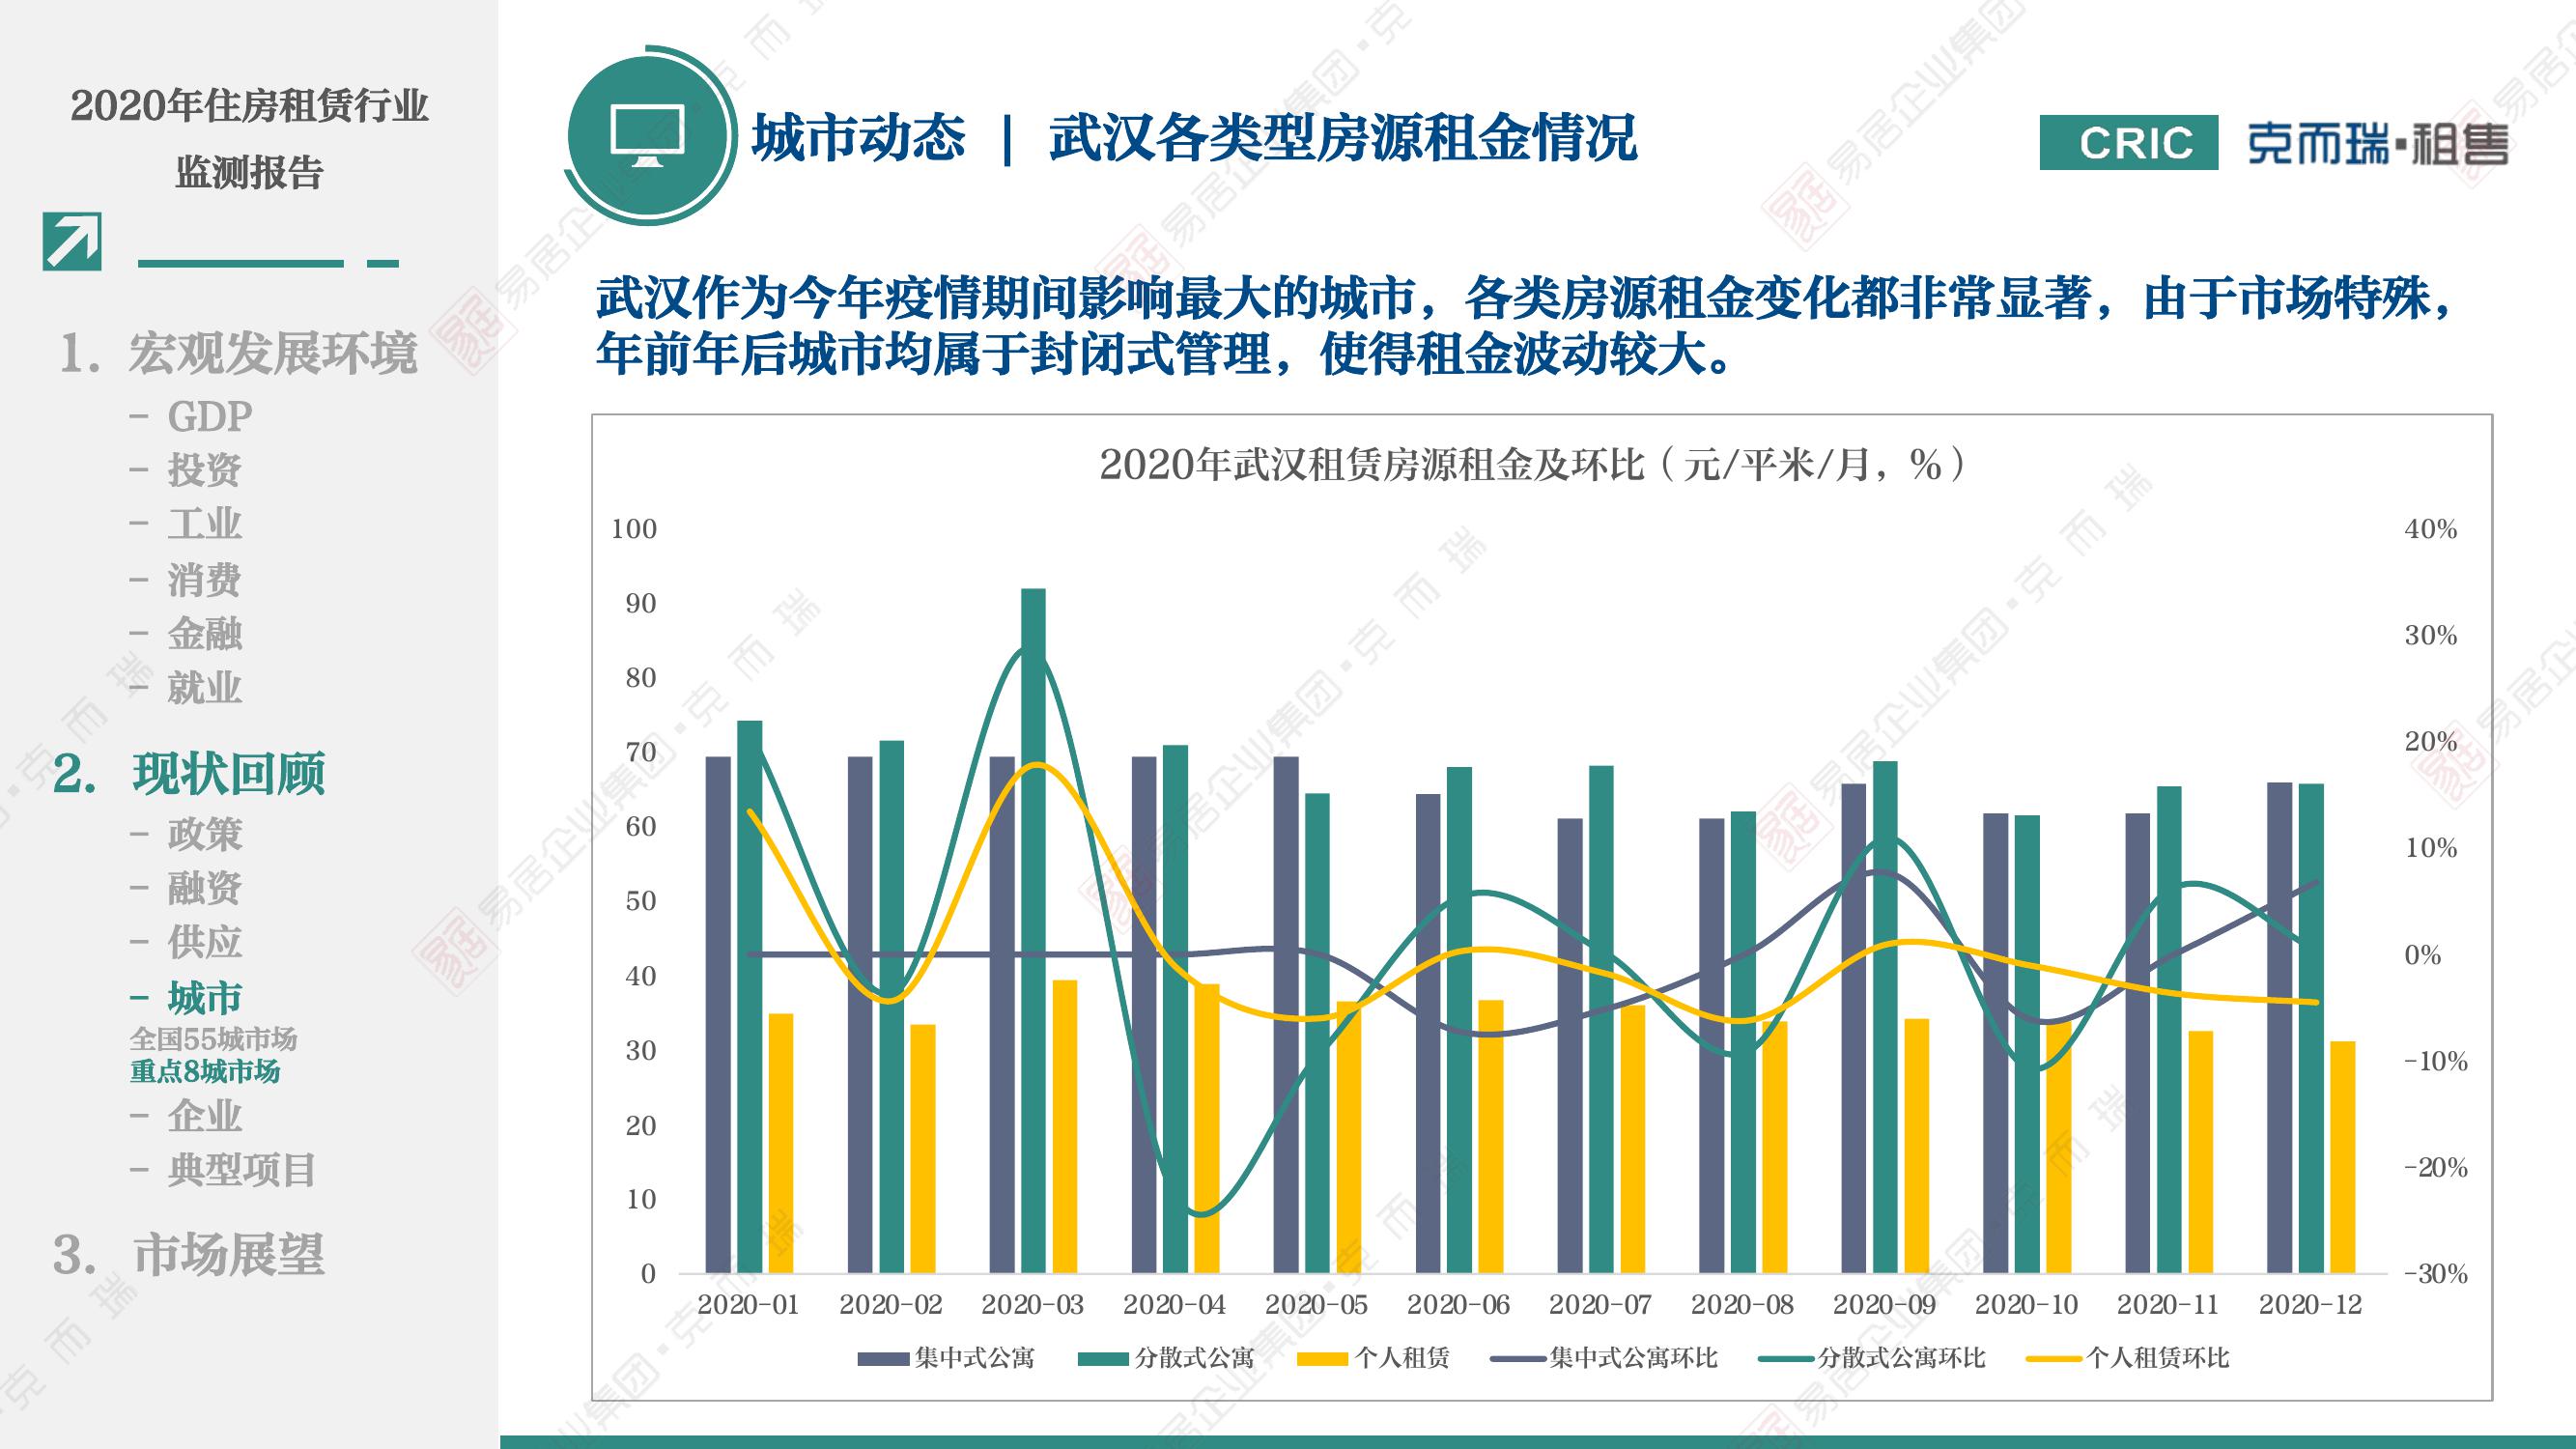 2020年住房租赁行业
监测报告
1. 宏观发展环境
- GDP
- 投资
- 工业
- 消费
- 金融
- 就业
2. 现状回顾
- 政策
- 融资
- 供应
- 城市
全国55城市场
重点8城市场
- 企业
- 典型项目
3. 市场展望
城市动态 | 武汉各类型房源租金情况
CRIC 克而瑞·租售
武汉作为今年疫情期间影响最大的城市，各类房源租金变化都非常显著，由于市场特殊，
年前年后城市均属于封闭式管理，使得租金波动较大。
2020年武汉租赁房源租金及环比（元/平米/月，%）
100
90
80
70
60
50
40
30
20
10
0
40%
30%
20%
10%
0%
-10%
-20%
-30%
2020-01 2020-02 2020-03 2020-04 2020-05 2020-06 2020-07 2020-08 2020-09 2020-10 2020-11 2020-12
集中式公寓 分散式公寓 个人租赁 集中式公寓环比 分散式公寓环比 个人租赁环比
易居企业集团·克而瑞